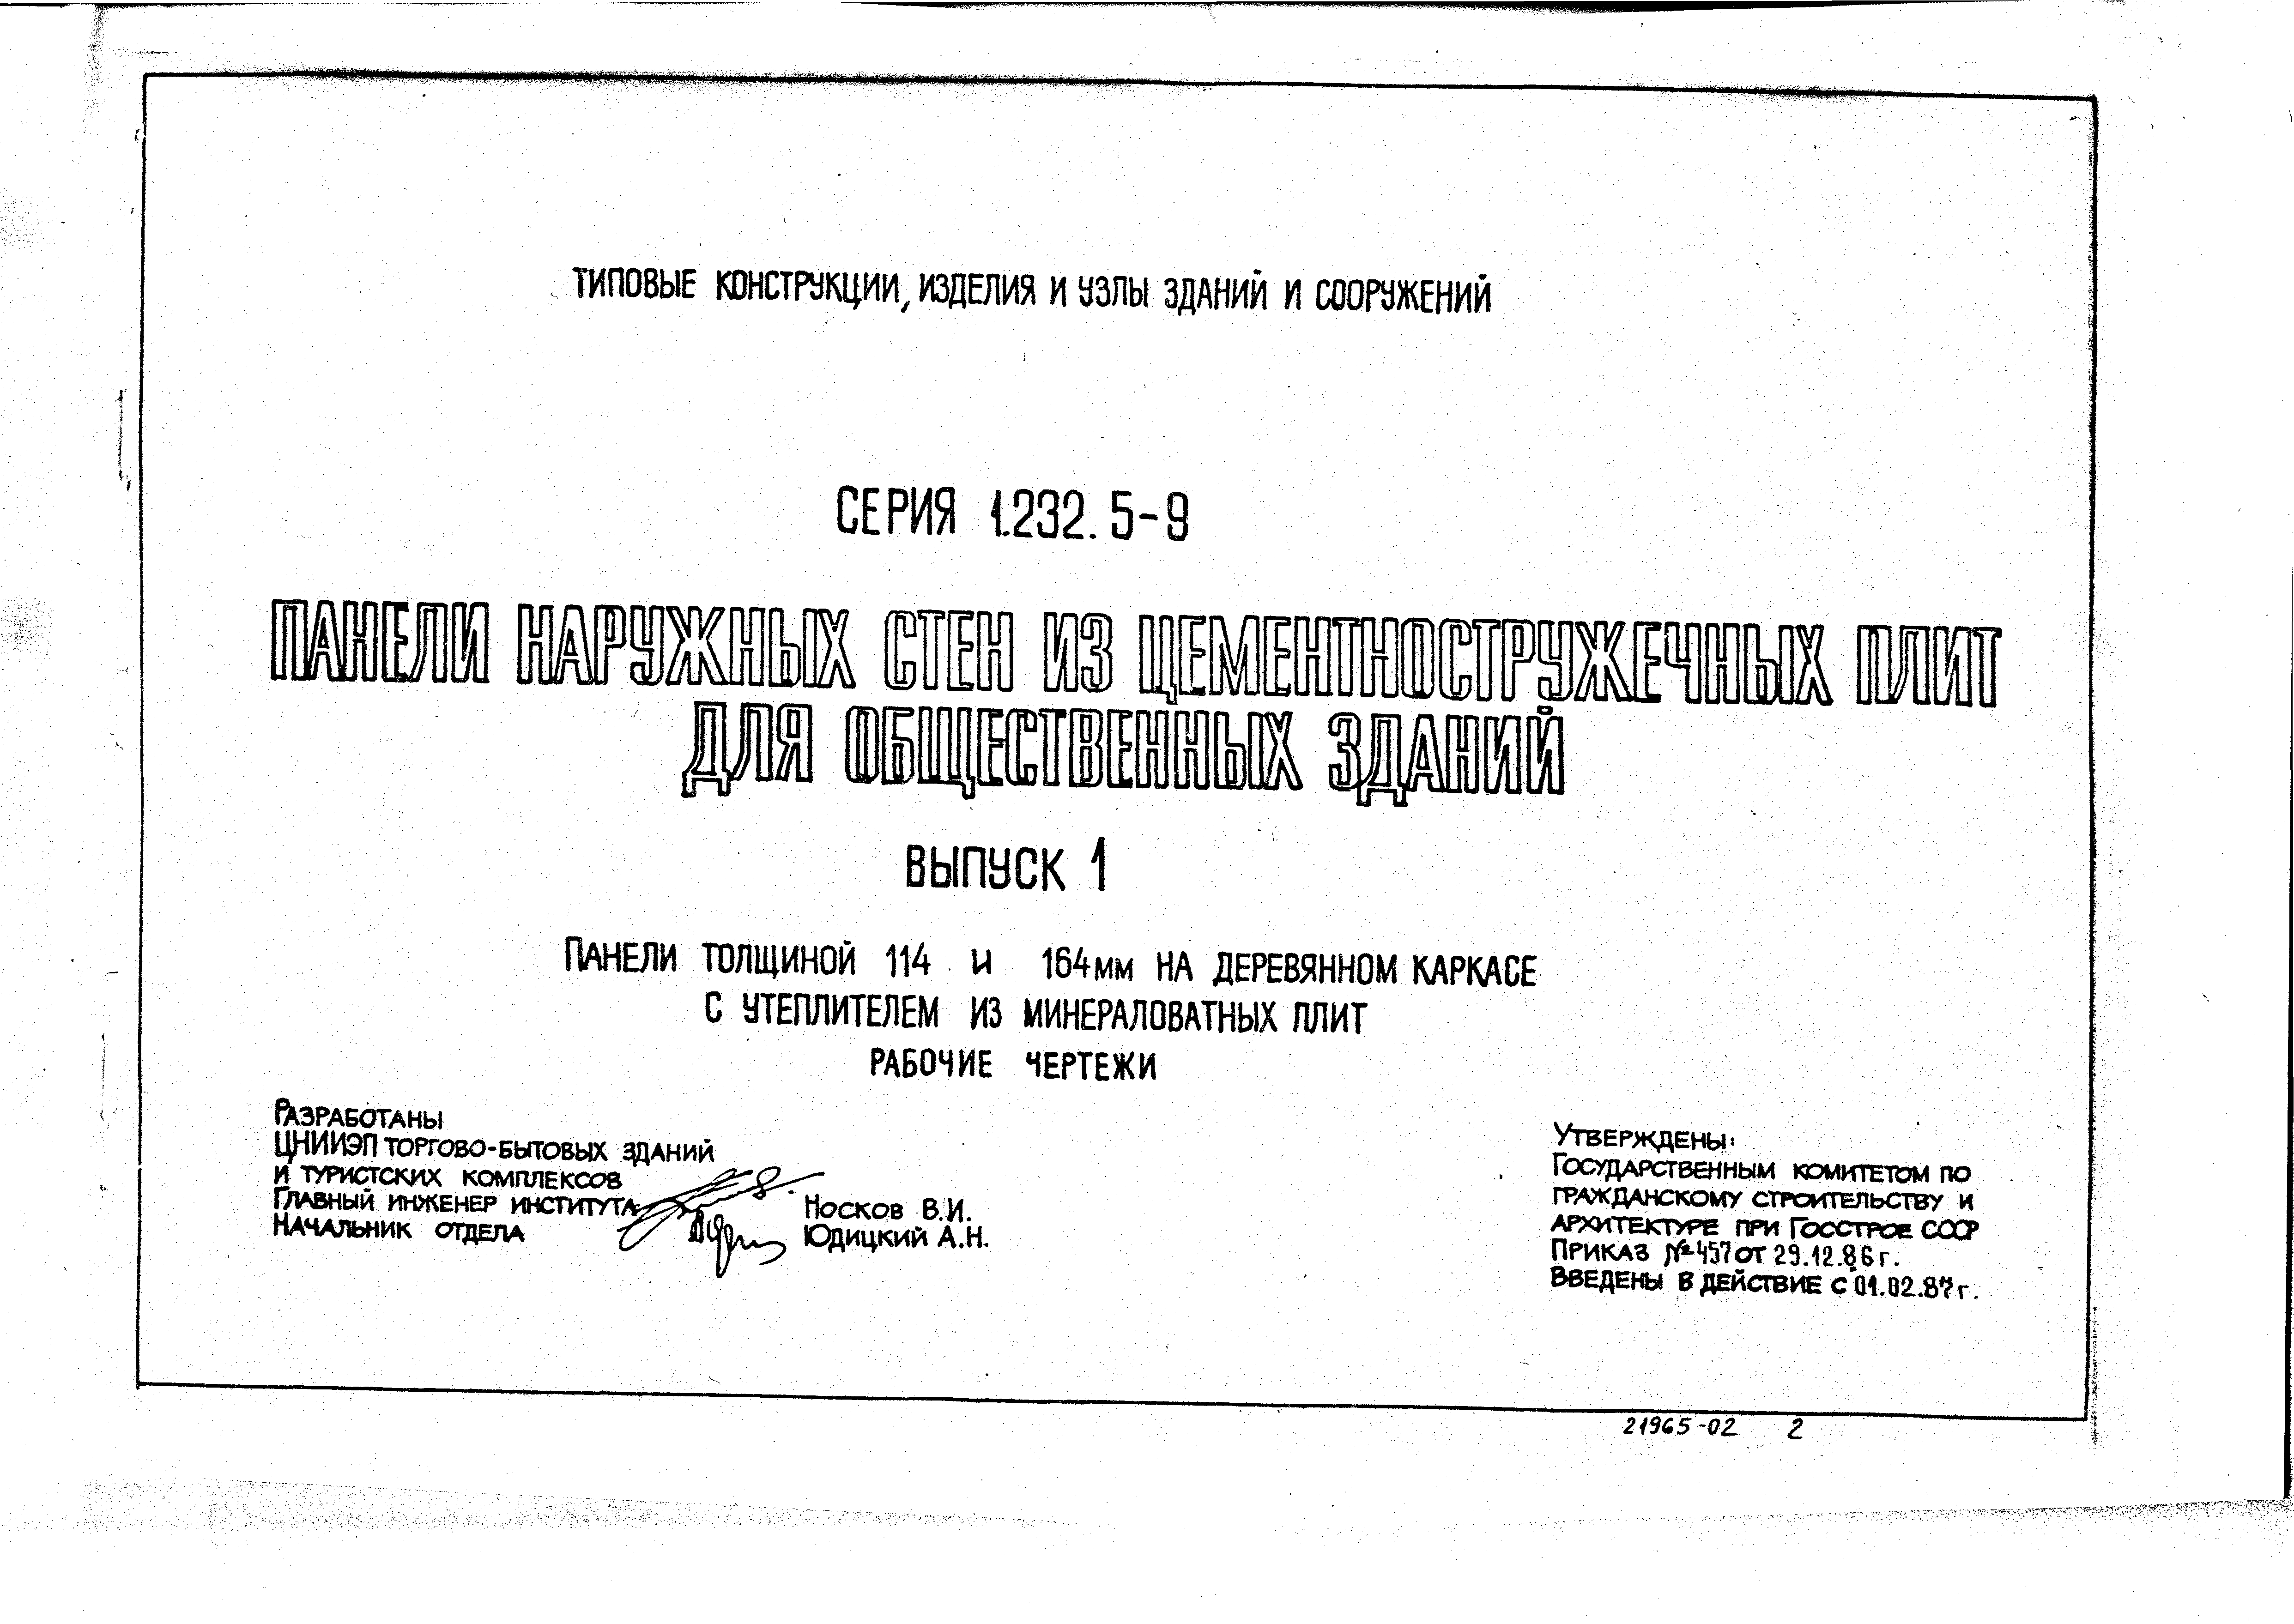 ТИПОВЫЕ КОНСТРУКЦИИ, ИЗДЕЛИЯ И УЗЛЫ ЗДАНИЙ И СООРУЖЕНИЙ
СЕРИЯ 1.232.5-9
ПАНЕЛИ НАРУЖНЫХ СТЕН ИЗ ЦЕМЕНТНОСТРУЖЕЧНЫХ ПЛИТ
ДЛЯ ОБЩЕСТВЕННЫХ ЗДАНИЙ
ВЫПУСК 1
ПАНЕЛИ ТОЛЩИНОЙ 114 и 164мм НА ДЕРЕВЯННОМ КАРКАСЕ
С УТЕПЛИТЕЛЕМ ИЗ МИНЕРАЛОВАТНЫХ ПЛИТ
РАБОЧИЕ ЧЕРТЕЖИ
РАЗРАБОТАНЫ
ЦНИИЭП ТОРГОВО-БЫТОВЫХ ЗДАНИЙ
И ТУРИСТСКИХ КОМПЛЕКСОВ
ГЛАВНЫЙ ИНЖЕНЕР ИНСТИТУТА НОСКОВ В.И.
НАЧАЛЬНИК ОТДЕЛА ЮДИЦКИЙ А.Н.
УТВЕРЖДЕНЫ:
ГОСУДАРСТВЕННЫМ КОМИТЕТОМ ПО
ГРАЖДАНСКОМУ СТРОИТЕЛЬСТВУ И
АРХИТЕКТУРЕ ПРИ ГОССТРОЕ СССР
ПРИКАЗ №457 ОТ 29.12.86г.
ВВЕДЕНЫ В ДЕЙСТВИЕ С 01.02.87г.
21965-02 2